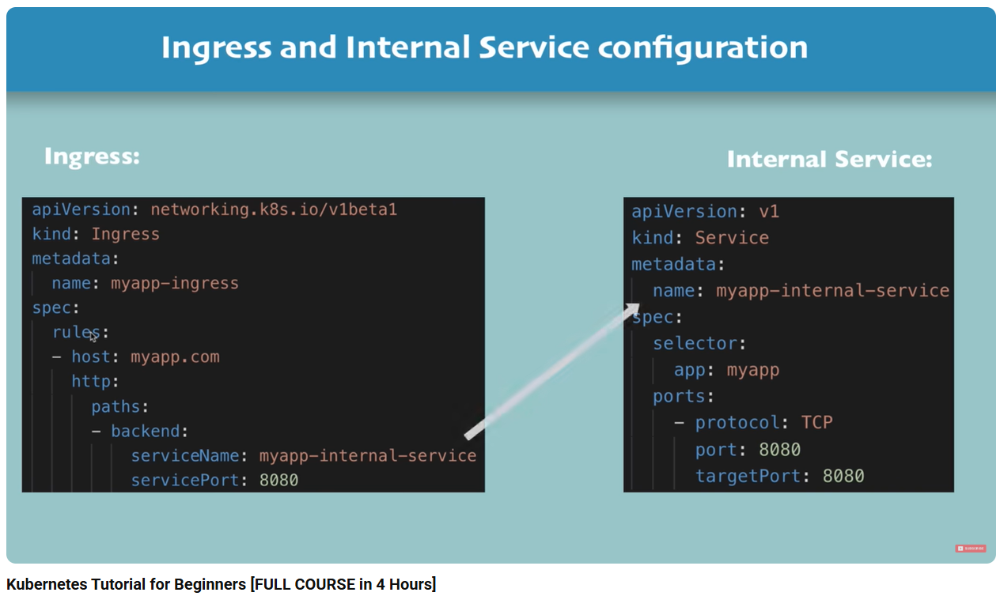 Ingress and Internal Service configuration
Ingress:
apiVersion: networking.k8s.io/v1beta1
kind: Ingress
metadata:
name: myapp-ingress
spec:
rules:
- host: myapp.com
http:
paths:
- backend:
serviceName: myapp-internal-service
servicePort: 8080
Internal Service:
apiVersion: v1
kind: Service
metadata:
name: myapp-internal-service
spec:
selector:
app: myapp
ports:
- protocol: TCP
port: 8080
targetPort: 8080
SUBSCRIBE
Kubernetes Tutorial for Beginners [FULL COURSE in 4 Hours]